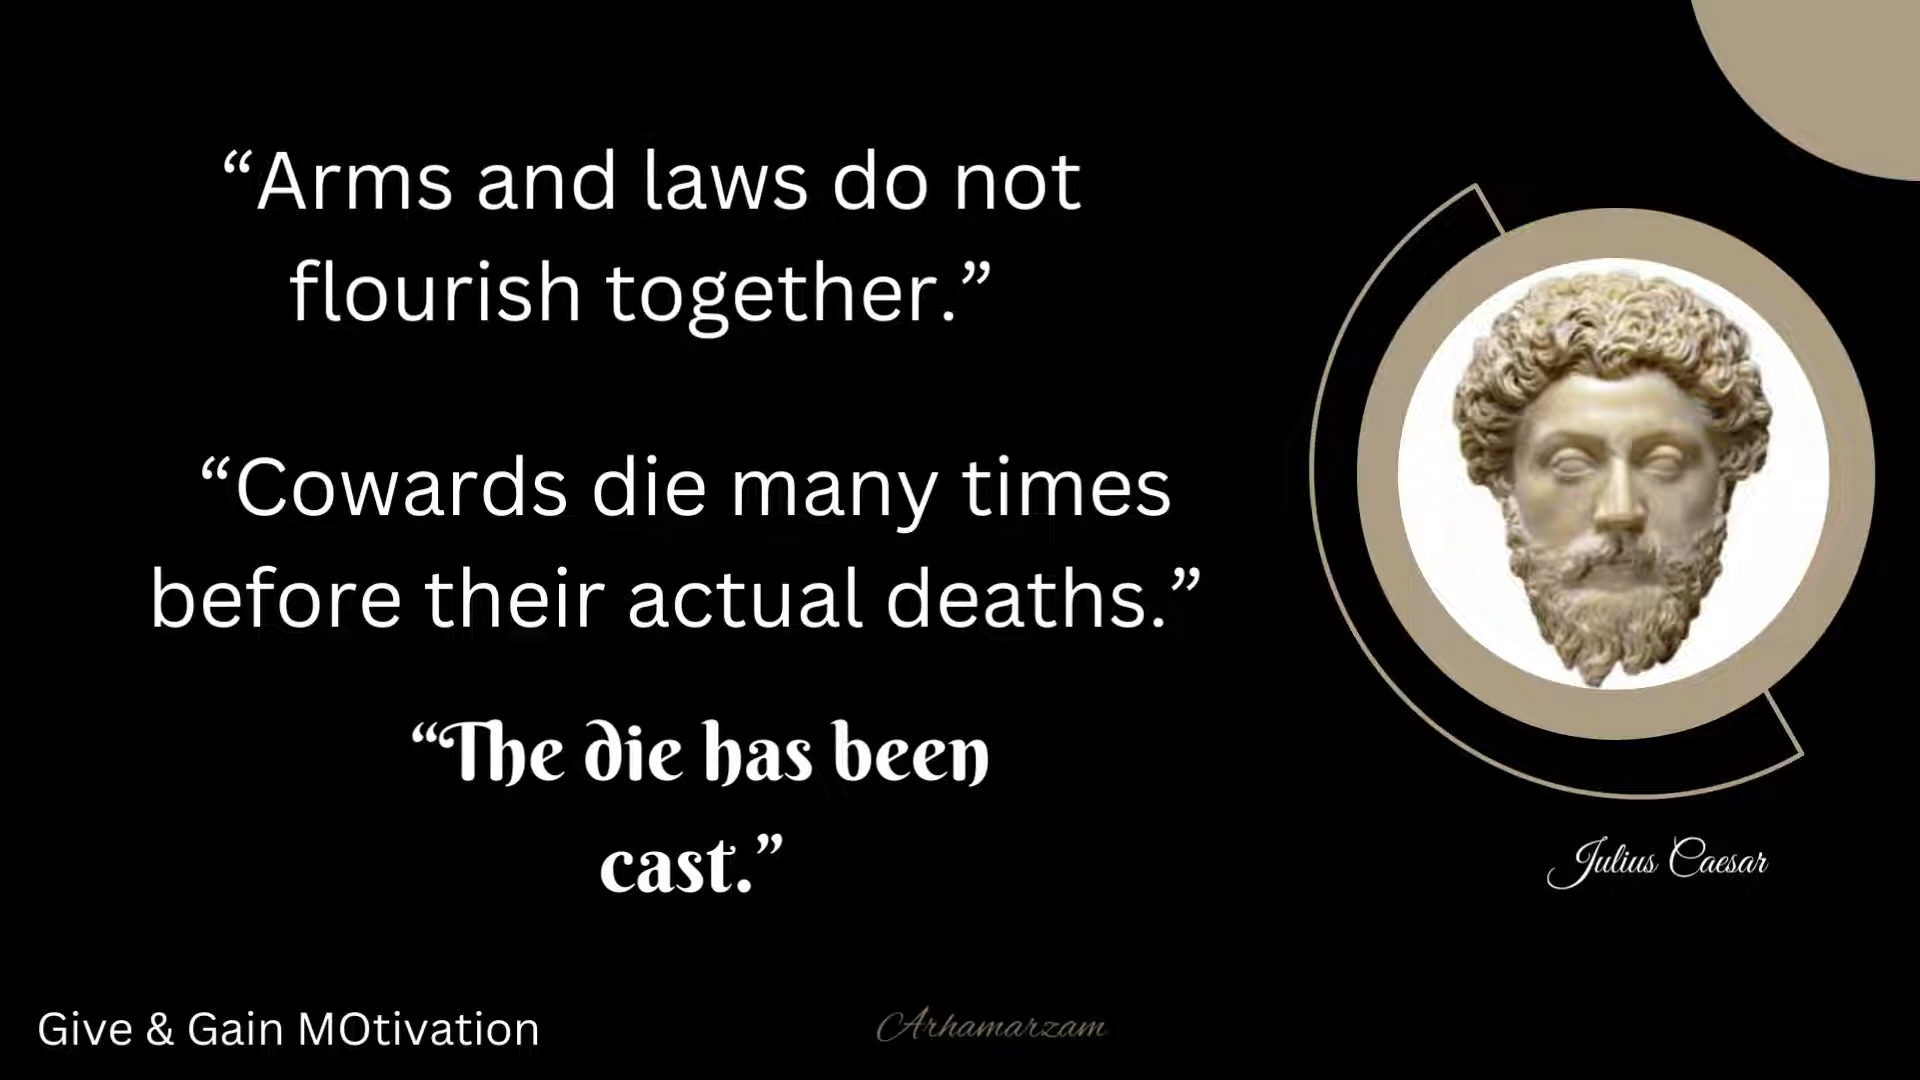 “Arms and laws do not
flourish together.”
“Cowards die many times
before their actual deaths.”
“The die has been
cast.”
Julius Caesar
Give & Gain MOtivation
Arhamarzam